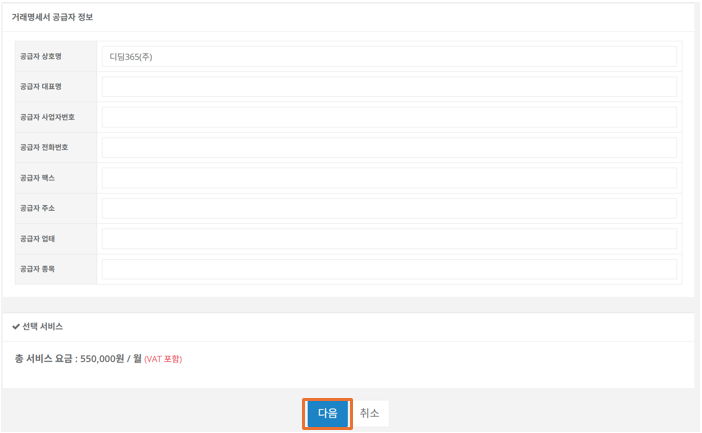 거래명세서 공급자 정보
공급자 상호명 디딤365(주)
공급자 대표명
공급자 사업자번호
공급자 전화번호
공급자 팩스
공급자 주소
공급자 업태
공급자 종목
선택 서비스
총 서비스 요금 : 550,000원 / 월 (VAT 포함)
다음 취소